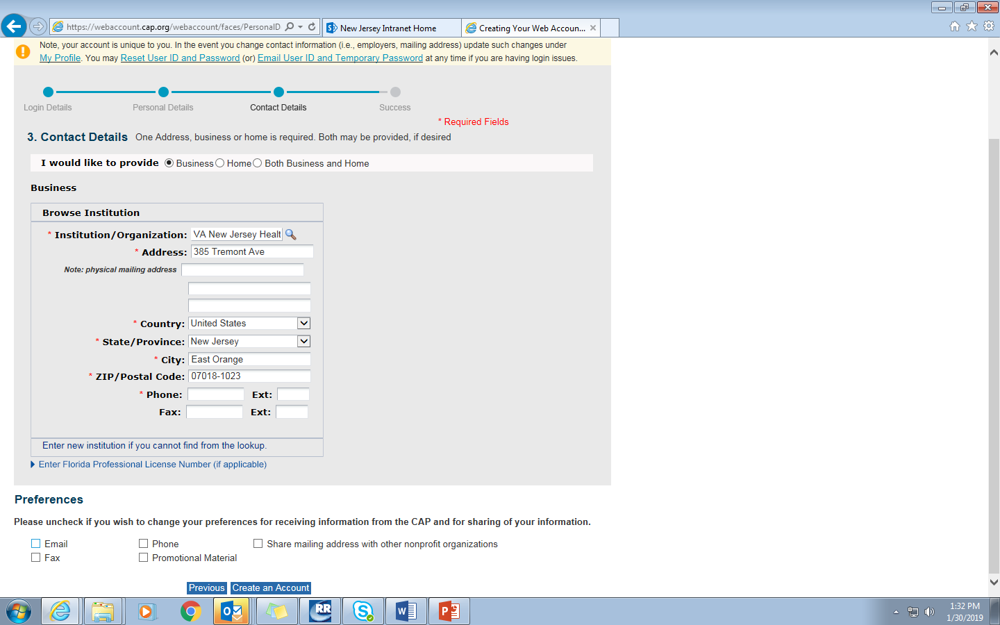 https://webaccount.cap.org/webaccount/faces/PersonalD
New Jersey Intranet Home
Creating Your Web Accoun...
Note, your account is unique to you. In the event you change contact information (i.e., employers, mailing address) update such changes under
My Profile. You may Reset User ID and Password (or) Email User ID and Temporary Password at any time if you are having login issues.
Login Details
Personal Details
Contact Details
Success
* Required Fields
3. Contact Details One Address, business or home is required. Both may be provided, if desired
I would like to provide Business Home Both Business and Home
Business
Browse Institution
* Institution/Organization: VA New Jersey Healt
* Address: 385 Tremont Ave
Note: physical mailing address
* Country: United States
* State/Province: New Jersey
* City: East Orange
* ZIP/Postal Code: 07018-1023
* Phone: Ext:
Fax: Ext:
Enter new institution if you cannot find from the lookup.
Enter Florida Professional License Number (if applicable)
Preferences
Please uncheck if you wish to change your preferences for receiving information from the CAP and for sharing of your information.
Email Phone Share mailing address with other nonprofit organizations
Fax Promotional Material
Previous Create an Account
RR
1:32 PM
1/30/2019